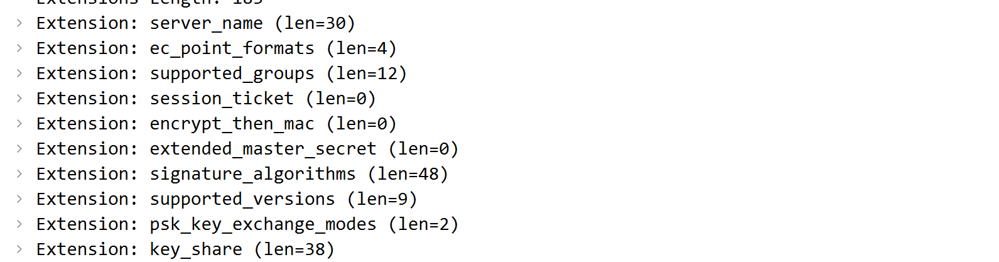 Extensions Length: 183
Extension: server_name (len=30)
Extension: ec_point_formats (len=4)
Extension: supported_groups (len=12)
Extension: session_ticket (len=0)
Extension: encrypt_then_mac (len=0)
Extension: extended_master_secret (len=0)
Extension: signature_algorithms (len=48)
Extension: supported_versions (len=9)
Extension: psk_key_exchange_modes (len=2)
Extension: key_share (len=38)